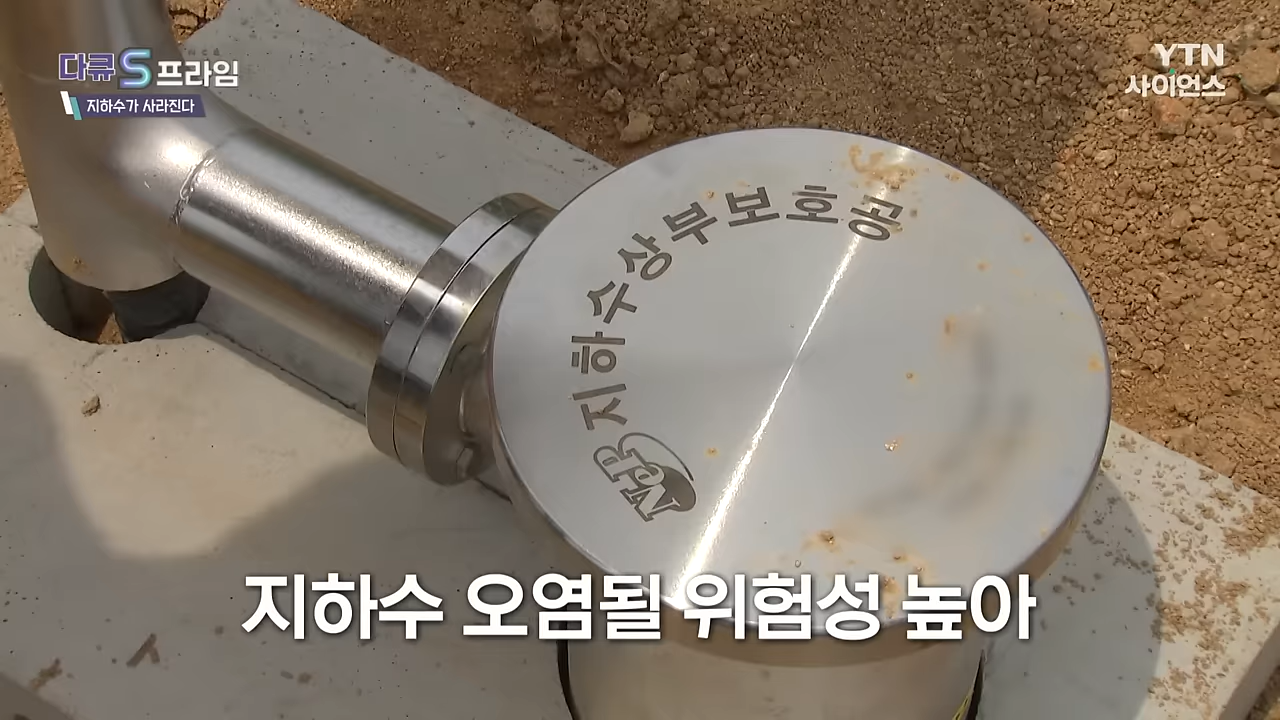 다큐 S 프라임
지하수가 사라진다
YTN
사이언스
지하수상부보호공
지하수 오염될 위험성 높아